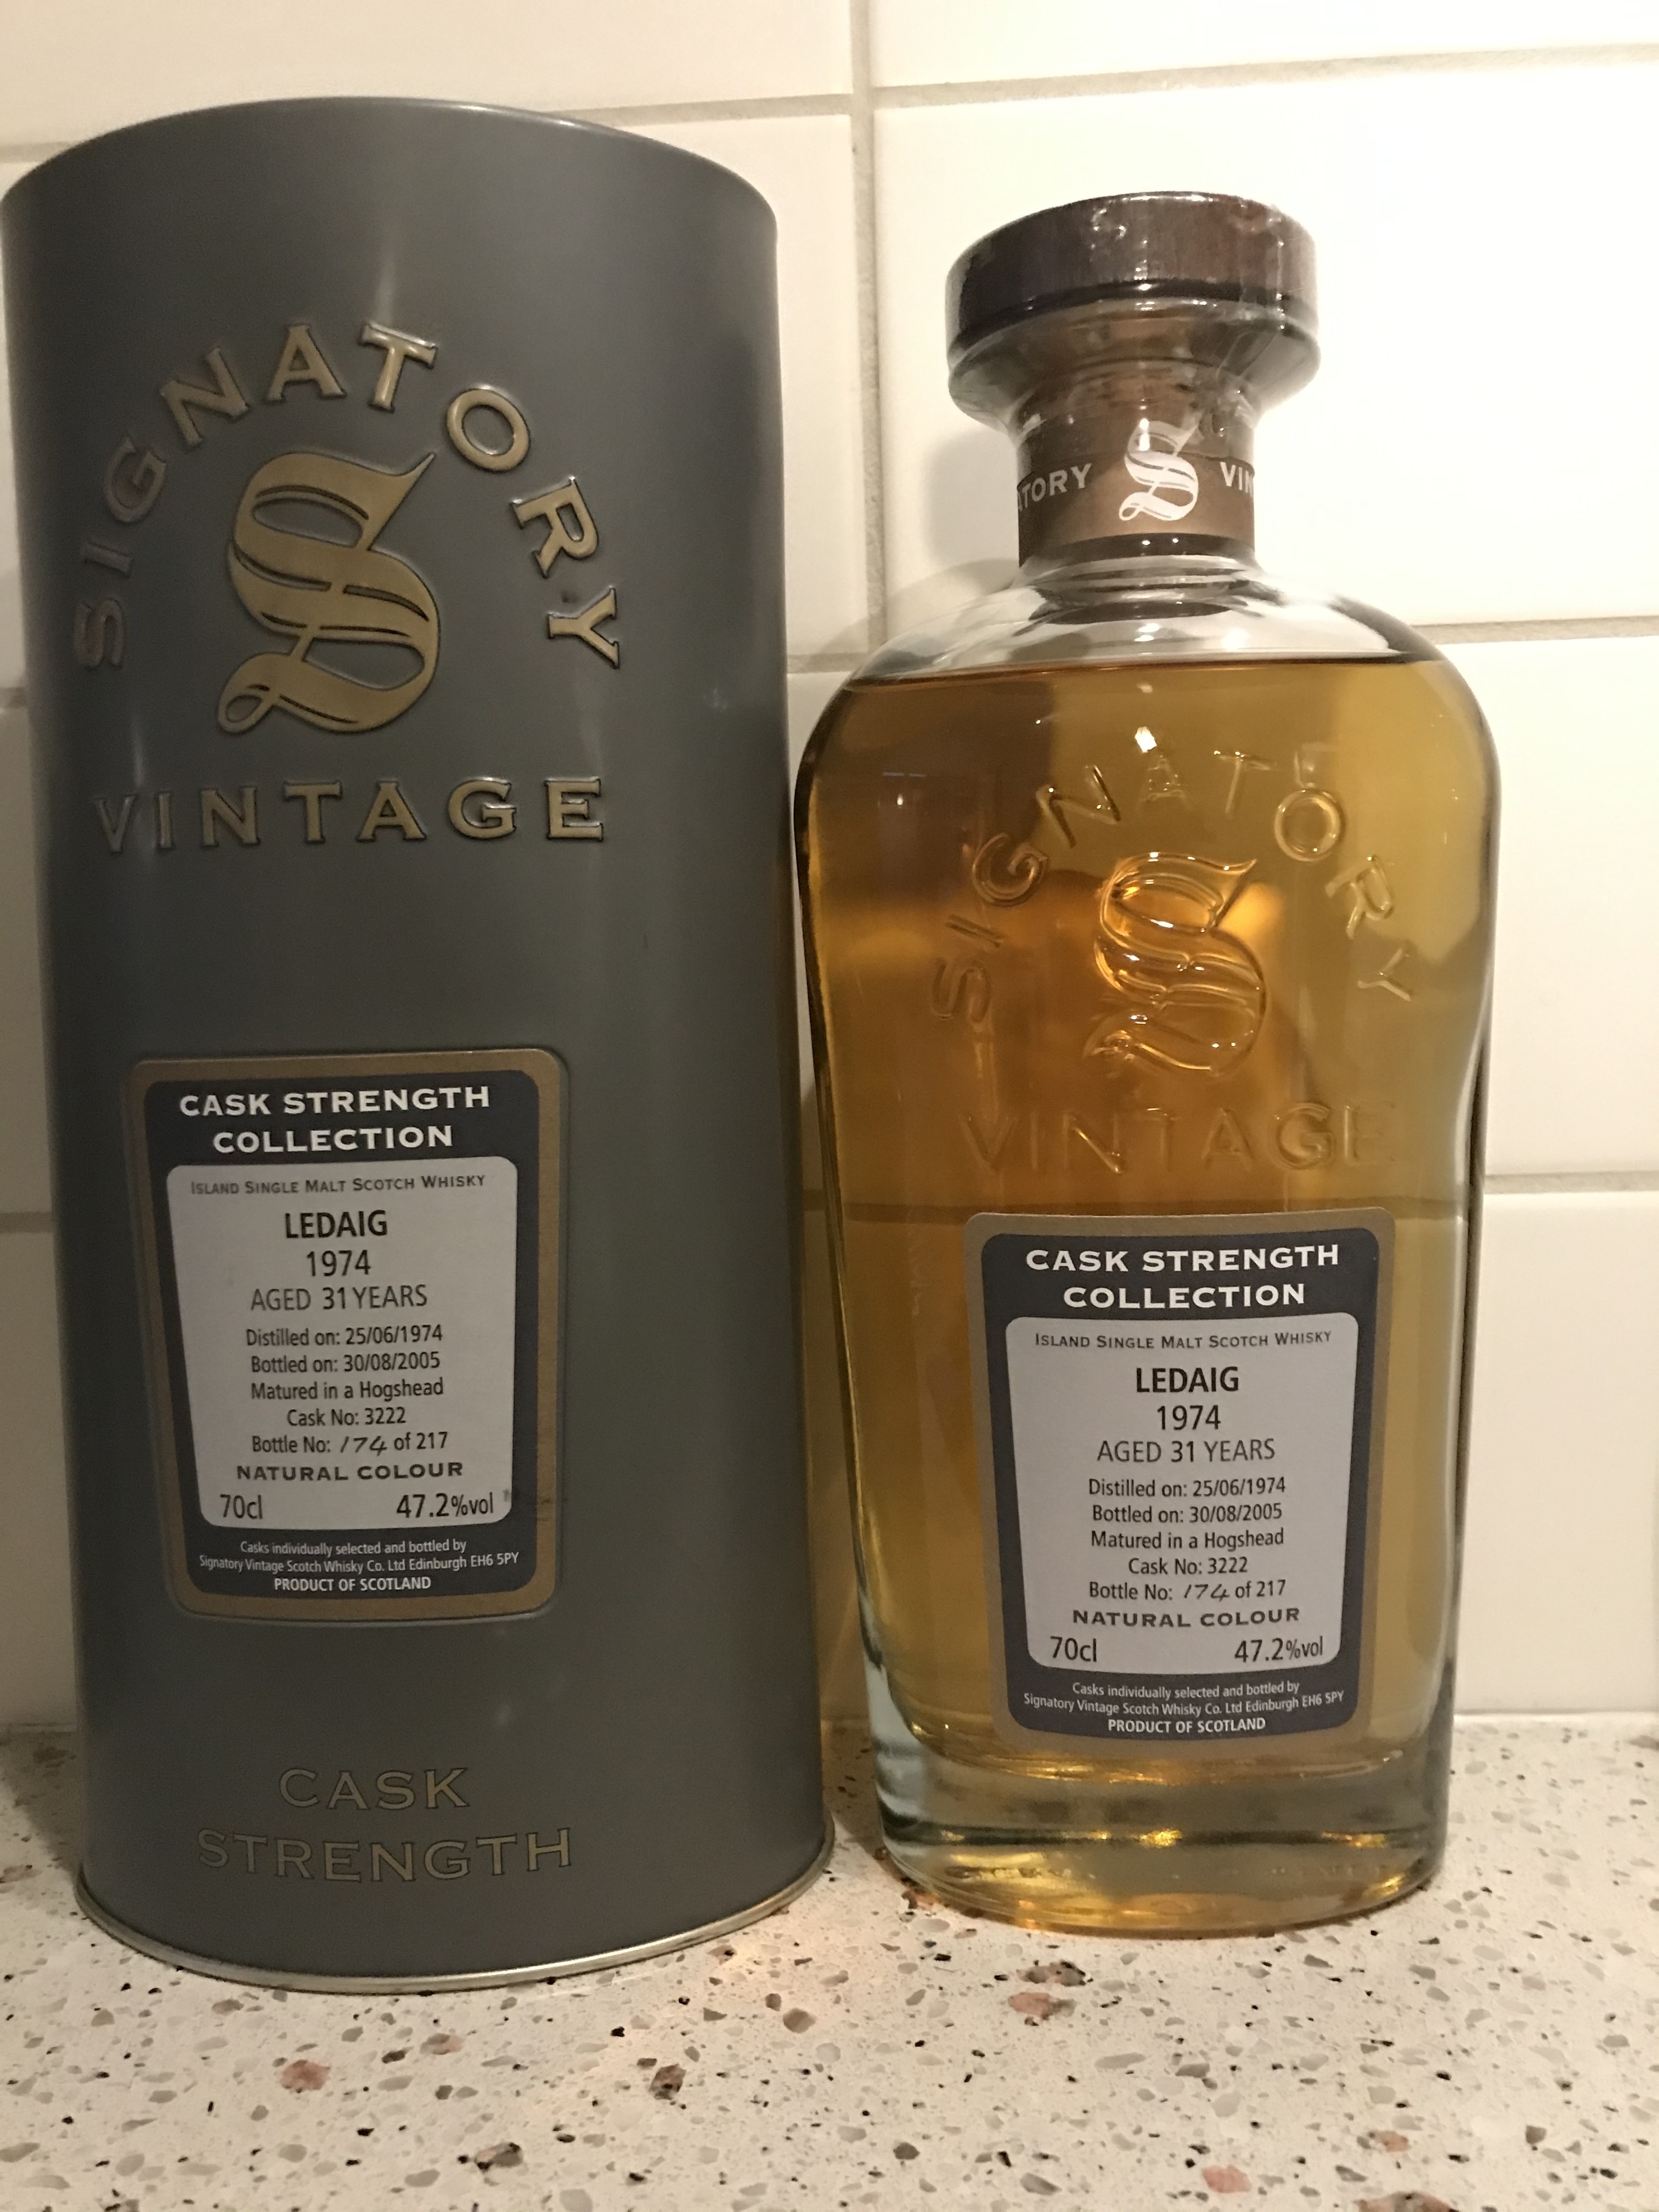 SIGNATORY
S
VINTAGE
CASK STRENGTH
COLLECTION
ISLAND SINGLE MALT SCOTCH WHISKY
LEDAIG
1974
AGED 31 YEARS
Distilled on: 25/06/1974
Bottled on: 30/08/2005
Matured in a Hogshead
Cask No: 3222
Bottle No: 174 of 217
NATURAL COLOUR
70cl 47.2%vol
Casks individually selected and bottled by
Signatory Vintage Scotch Whisky Co. Ltd Edinburgh EH6 5PY
PRODUCT OF SCOTLAND
CASK
STRENGTH
ATORY S VIN
SIGNATORY
S
VINTAGE
CASK STRENGTH
COLLECTION
ISLAND SINGLE MALT SCOTCH WHISKY
LEDAIG
1974
AGED 31 YEARS
Distilled on: 25/06/1974
Bottled on: 30/08/2005
Matured in a Hogshead
Cask No: 3222
Bottle No: 174 of 217
NATURAL COLOUR
70cl 47.2%vol
Casks individually selected and bottled by
Signatory Vintage Scotch Whisky Co. Ltd Edinburgh EH6 5PY
PRODUCT OF SCOTLAND